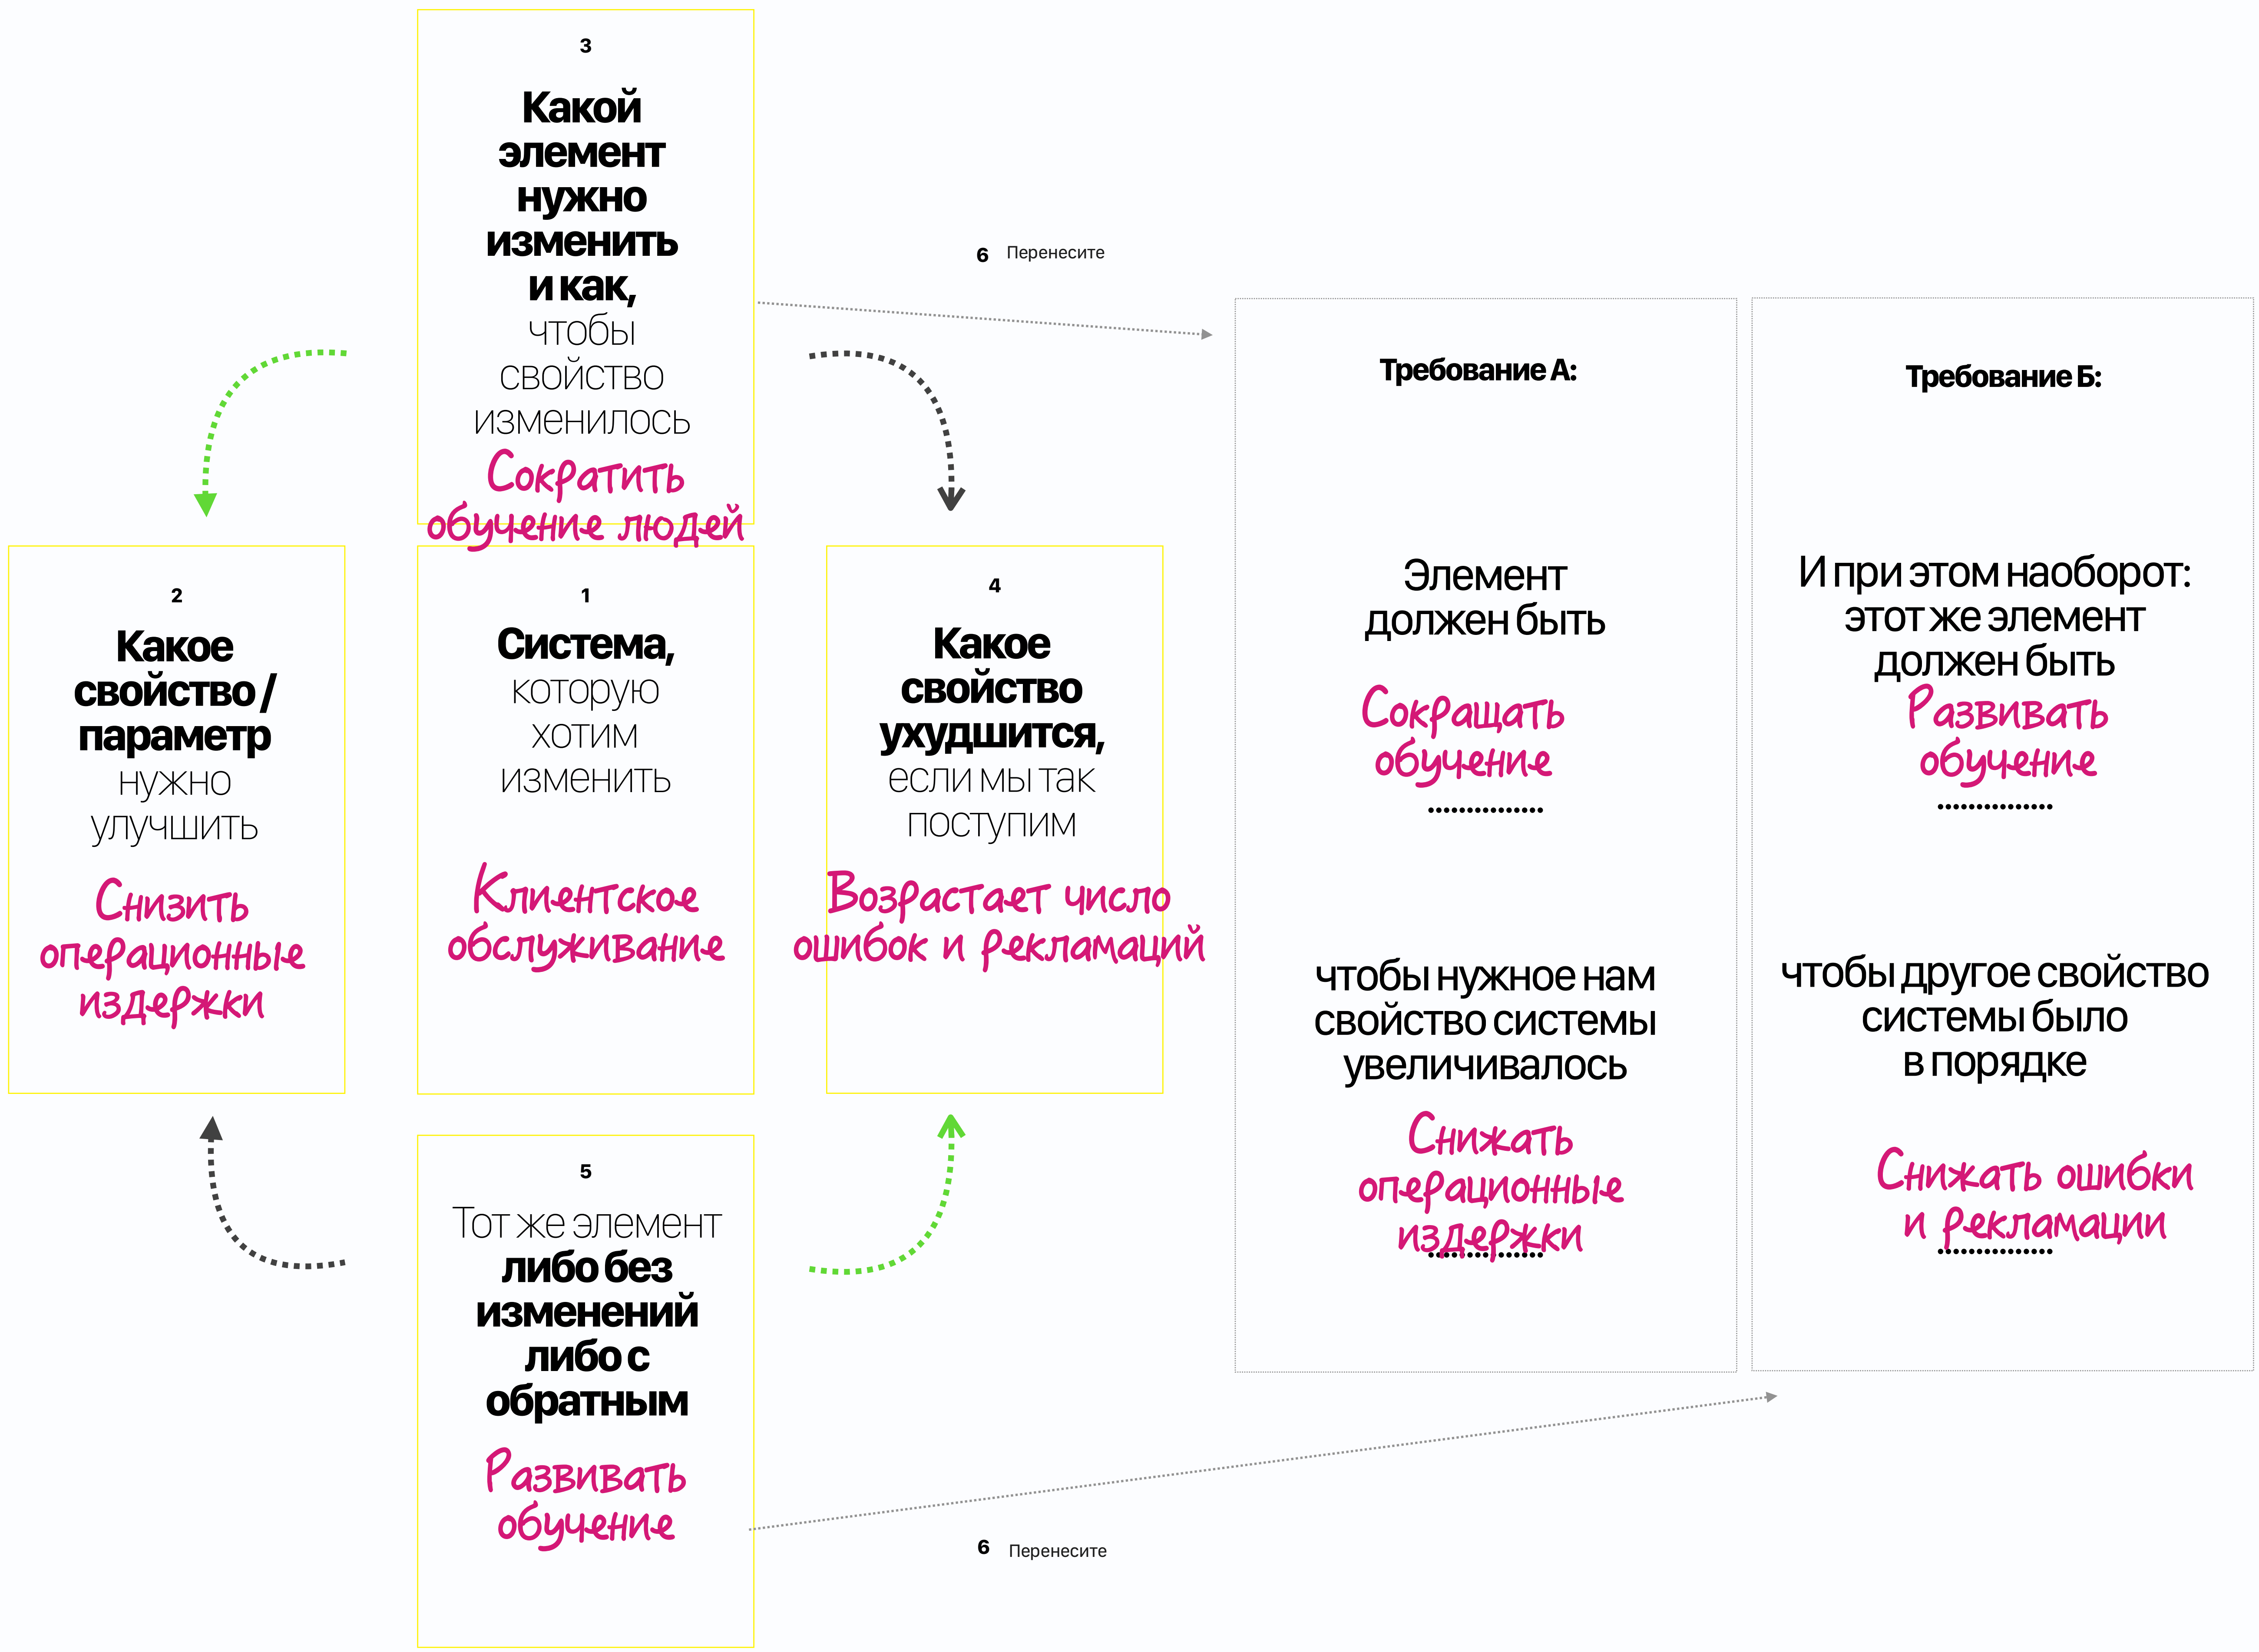 3
Какой
элемент
нужно
изменить
и как,
чтобы
свойство
изменилось
Сократить
обучение людей
6 Перенесите
2
Какое
свойство /
параметр
нужно
улучшить
Снизить
операционные
издержки
1
Система,
которую
хотим
изменить
Клиентское
обслуживание
4
Какое
свойство
ухудшится,
если мы так
поступим
Возрастает число
ошибок и рекламаций
5
Тот же элемент
либо без
изменений
либо с
обратным
Развивать
обучение
6 Перенесите
Требование А:
Элемент
должен быть
Сокращать
обучение
...............
чтобы нужное нам
свойство системы
увеличивалось
Снижать
операционные
издержки
...............
Требование Б:
И при этом наоборот:
этот же элемент
должен быть
Развивать
обучение
...............
чтобы другое свойство
системы было
в порядке
Снижать ошибки
и рекламации
...............